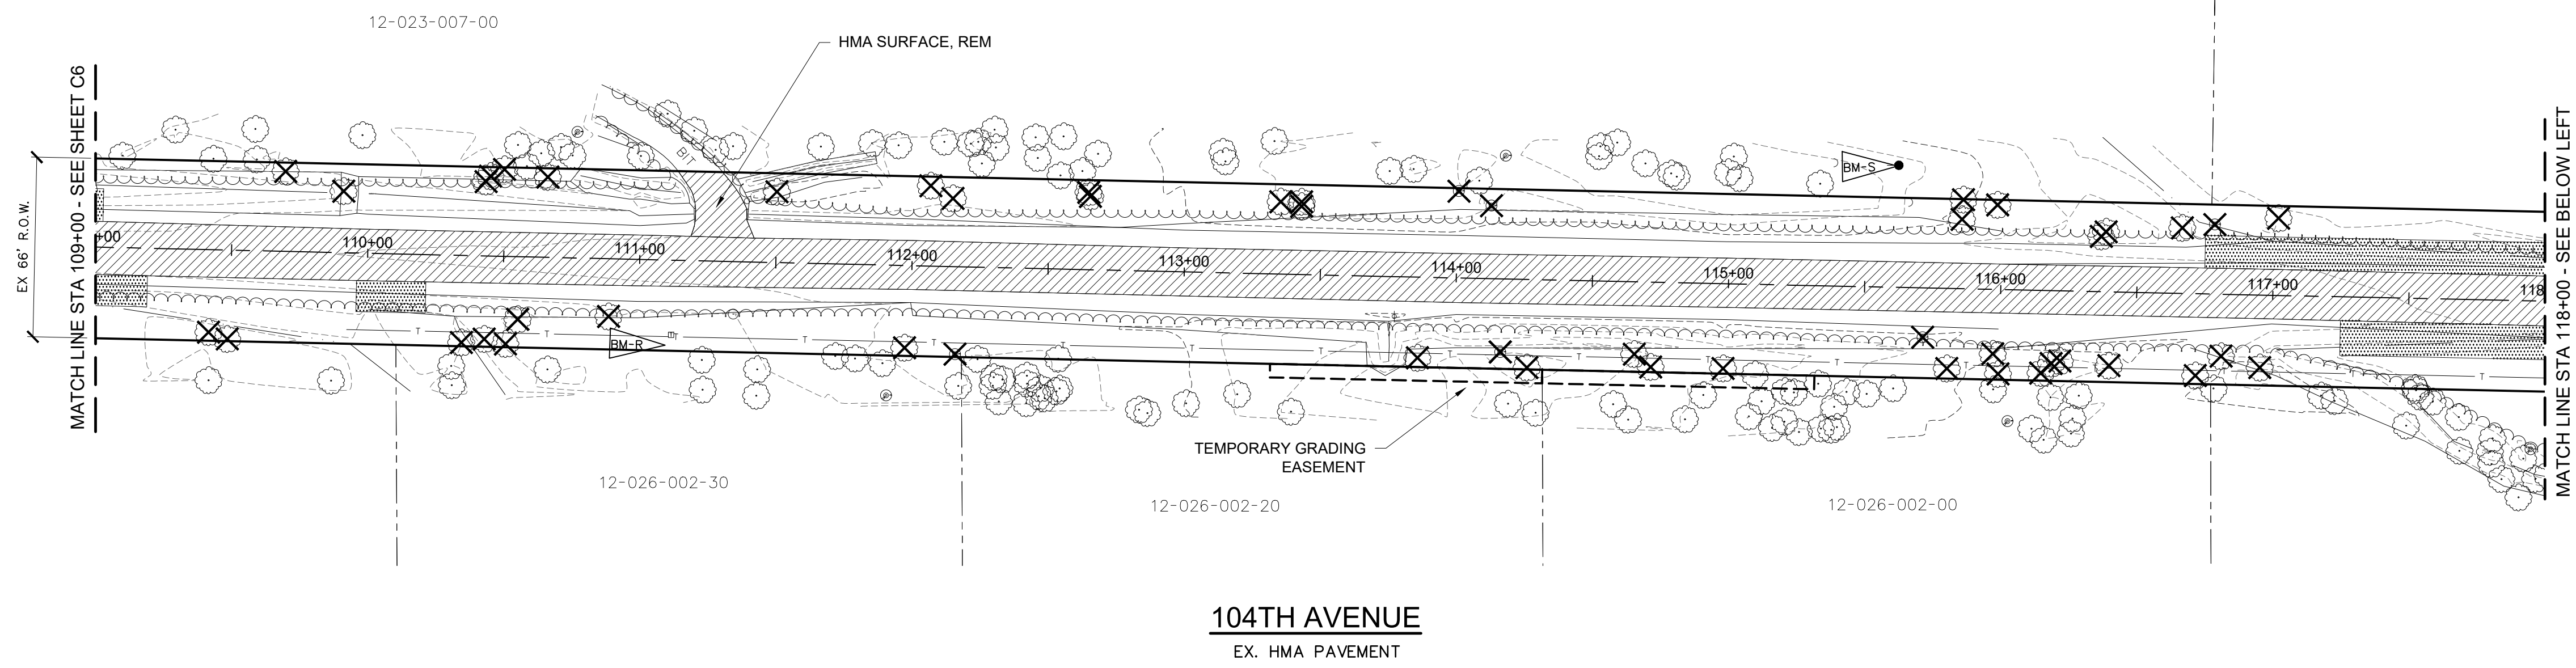 12-023-007-00
HMA SURFACE, REM
MATCH LINE STA 109+00 - SEE SHEET C6
EX 66' R.O.W.
BIT
BM-S
+00
110+00
111+00
112+00
113+00
114+00
115+00
116+00
117+00
118
MATCH LINE STA 118+00 - SEE BELOW LEFT
T T T T T T T T T T T T T T T T
BM-R
TEMPORARY GRADING
EASEMENT
12-026-002-30
12-026-002-20
12-026-002-00
104TH AVENUE
EX. HMA PAVEMENT